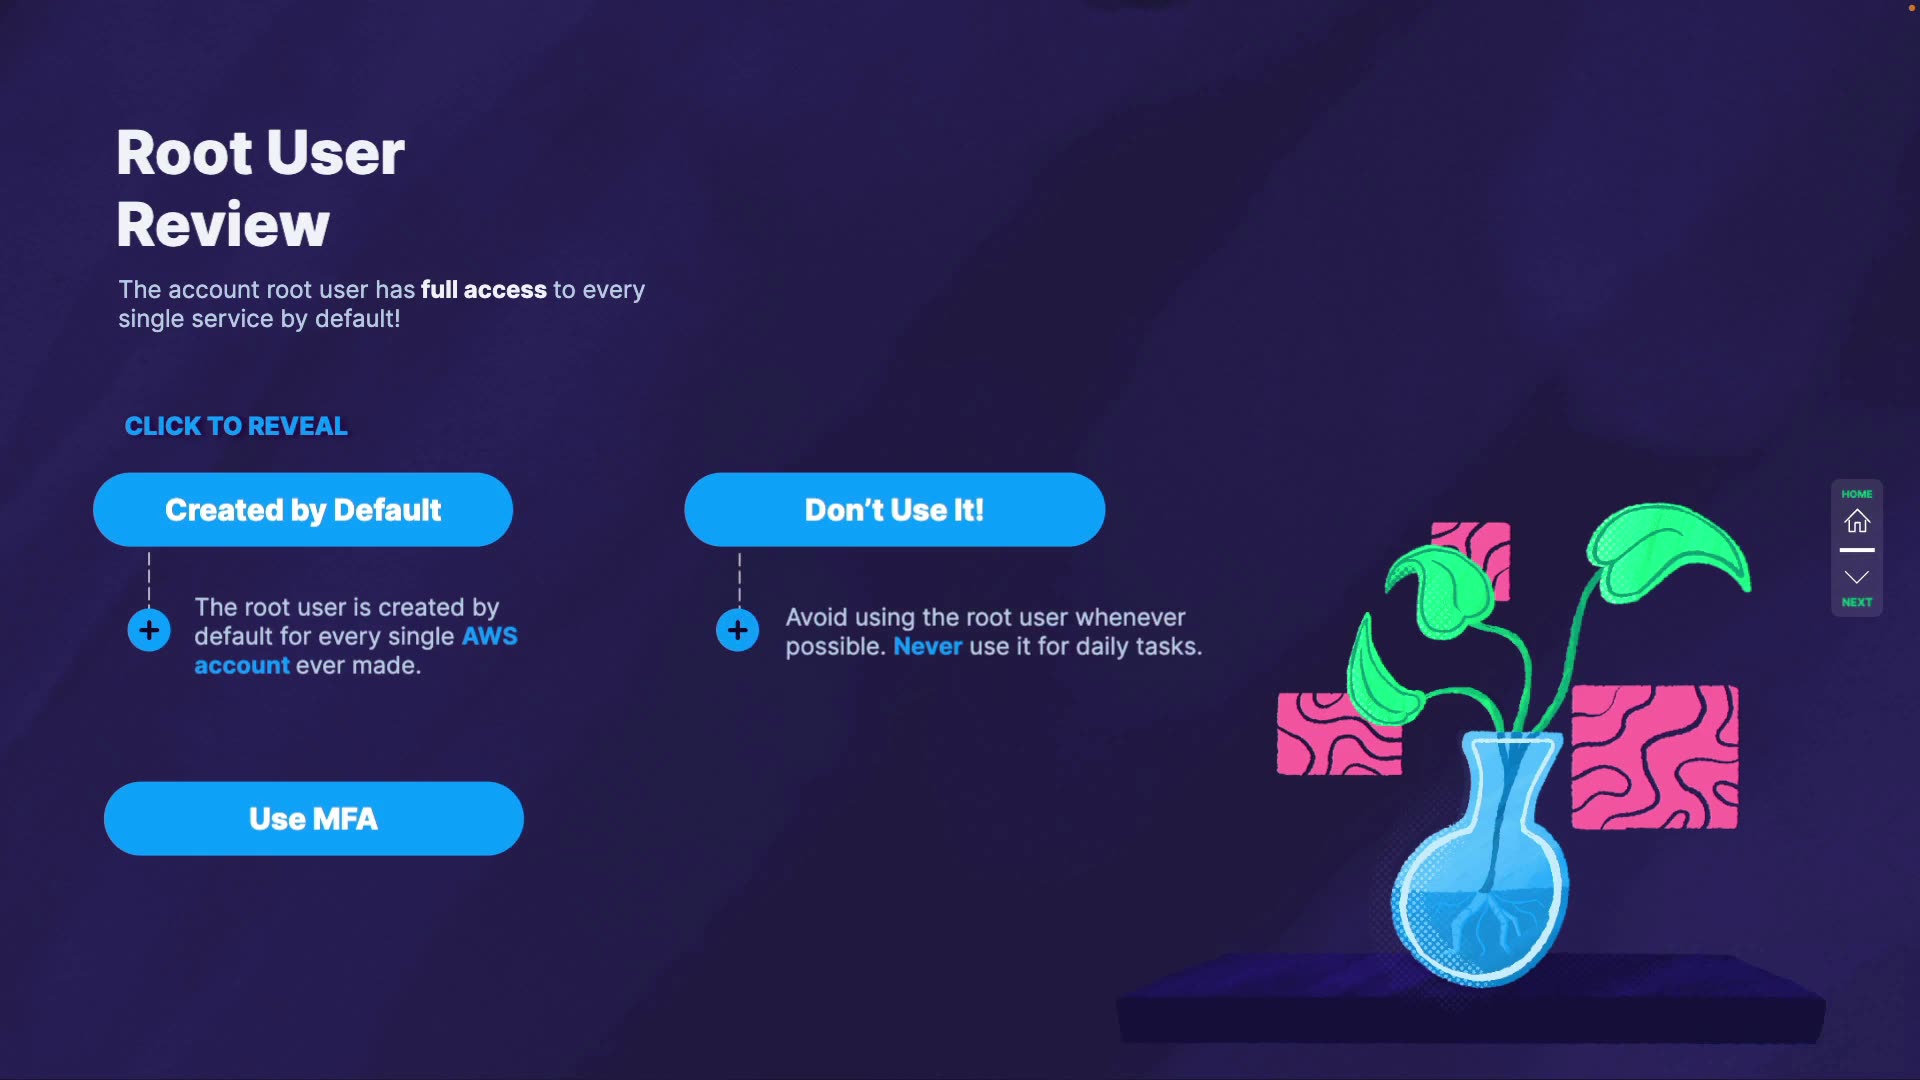 Root User
Review
The account root user has full access to every
single service by default!
CLICK TO REVEAL
Created by Default
The root user is created by
default for every single AWS
account ever made.
Don’t Use It!
Avoid using the root user whenever
possible. Never use it for daily tasks.
Use MFA
HOME
NEXT